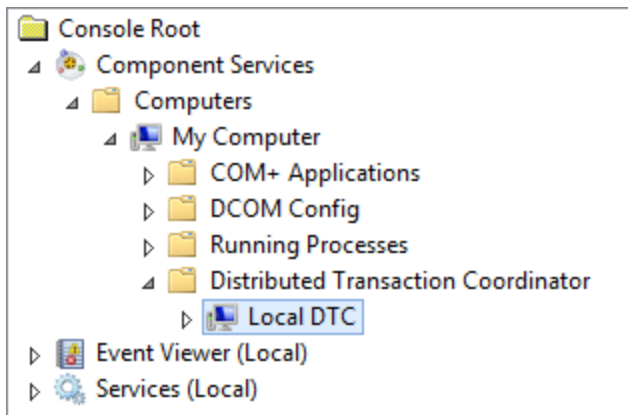 Console Root
Component Services
Computers
My Computer
COM+ Applications
DCOM Config
Running Processes
Distributed Transaction Coordinator
Local DTC
Event Viewer (Local)
Services (Local)